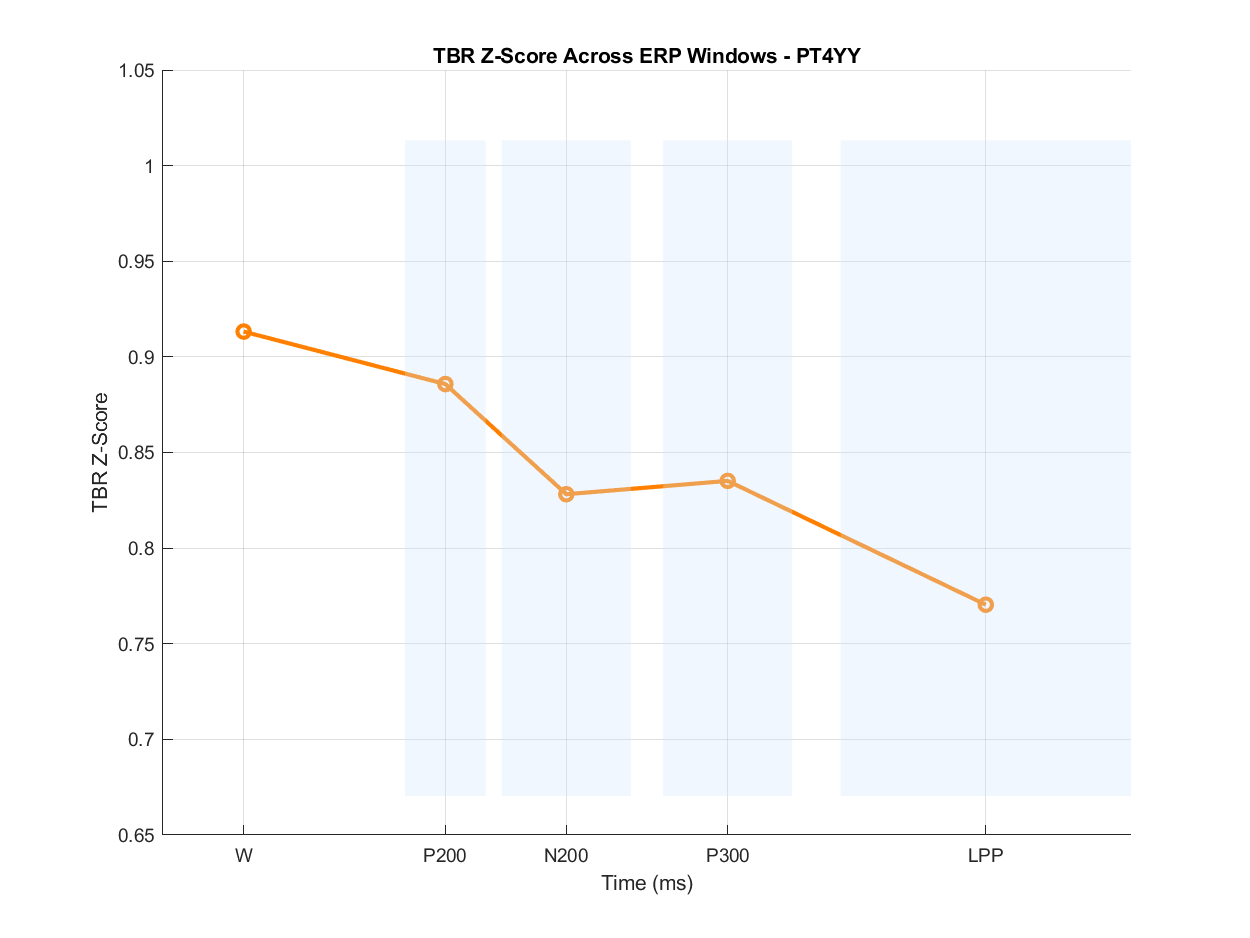 TBR Z-Score Across ERP Windows - PT4YY
1.05
1
0.95
0.9
0.85
0.8
0.75
0.7
0.65
TBR Z-Score
W P200 N200 P300 LPP
Time (ms)